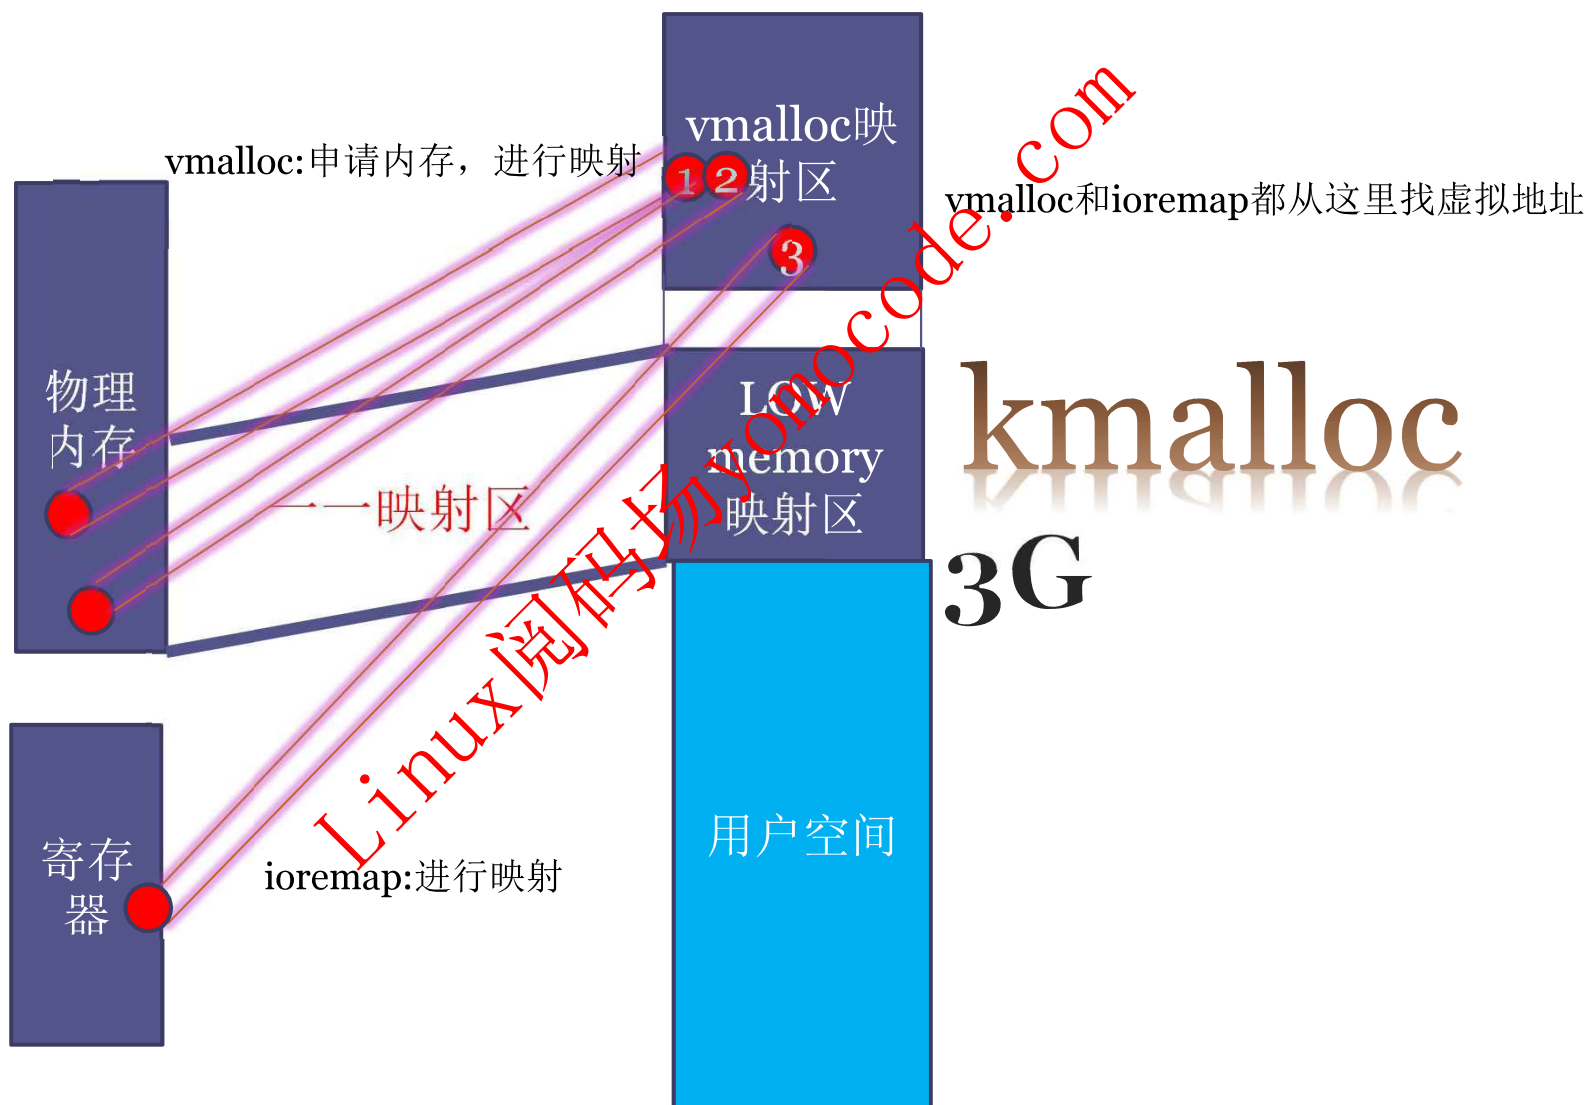 vmalloc映
射区
1
2
3
vmalloc:申请内存，进行映射
vmalloc和ioremap都从这里找虚拟地址
物理
内存
一一映射区
LOW
memory
映射区
kmalloc
3G
寄存
器
ioremap:进行映射
用户空间
Linux阅码场yomocode.com